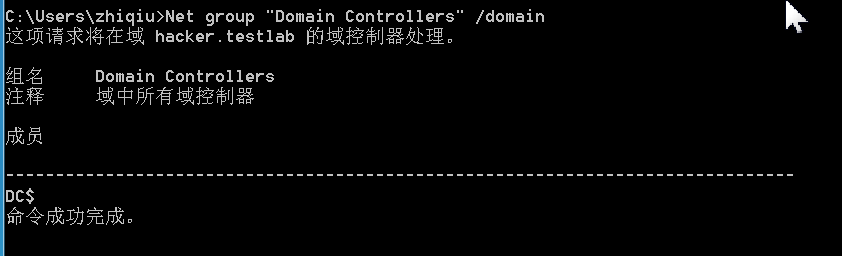 C:\Users\zhiqiu>Net group "Domain Controllers" /domain
这项请求将在域 hacker.testlab 的域控制器处理。
组名     Domain Controllers
注释     域中所有域控制器
成员
-------------------------------------------------------------------------------
DC$
命令成功完成。